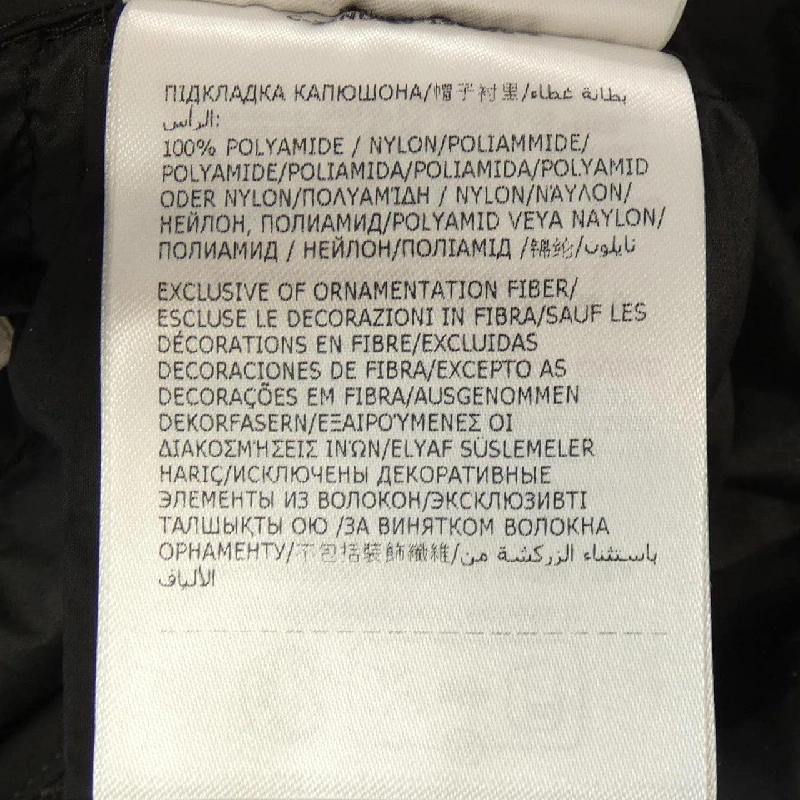 ПІДКЛАДКА КАПЮШОНА/帽子衬里/بطانة غطاء
الرأس:
100% POLYAMIDE / NYLON/POLIAMMIDE/
POLYAMIDE/POLIAMIDA/POLIAMIDA/POLYAMID
ODER NYLON/ΠΟΛΥΑΜΊΔΗ / NYLON/ΝΆΥΛΟΝ/
НЕЙЛОН, ПОЛИАМИД/POLYAMID VEYA NAYLON/
ПОЛИАМИД / НЕЙЛОН/ПОЛІАМІД /锦纶/نايلون
EXCLUSIVE OF ORNAMENTATION FIBER/
ESCLUSE LE DECORAZIONI IN FIBRA/SAUF LES
DÉCORATIONS EN FIBRE/EXCLUIDAS
DECORACIONES DE FIBRA/EXCEPTO AS
DECORAÇÕES EM FIBRA/AUSGENOMMEN
DEKORFASERN/ΕΞΑΙΡΟΎΜΕΝΕΣ ΟΙ
ΔΙΑΚΟΣΜΉΣΕΙΣ ΙΝΏΝ/ELYAF SÜSLEMELER
HARİÇ/ИСКЛЮЧЕНЫ ДЕКОРАТИВНЫЕ
ЭЛЕМЕНТЫ ИЗ ВОЛОКОН/ЭКСКЛЮЗИВТІ
ТАЛШЫҚТЫ ОЮ /ЗА ВИНЯТКОМ ВОЛОКНА
ОРНАМЕНТУ/不包括裝飾纖維/باستثناء الزركشة من
الألياف